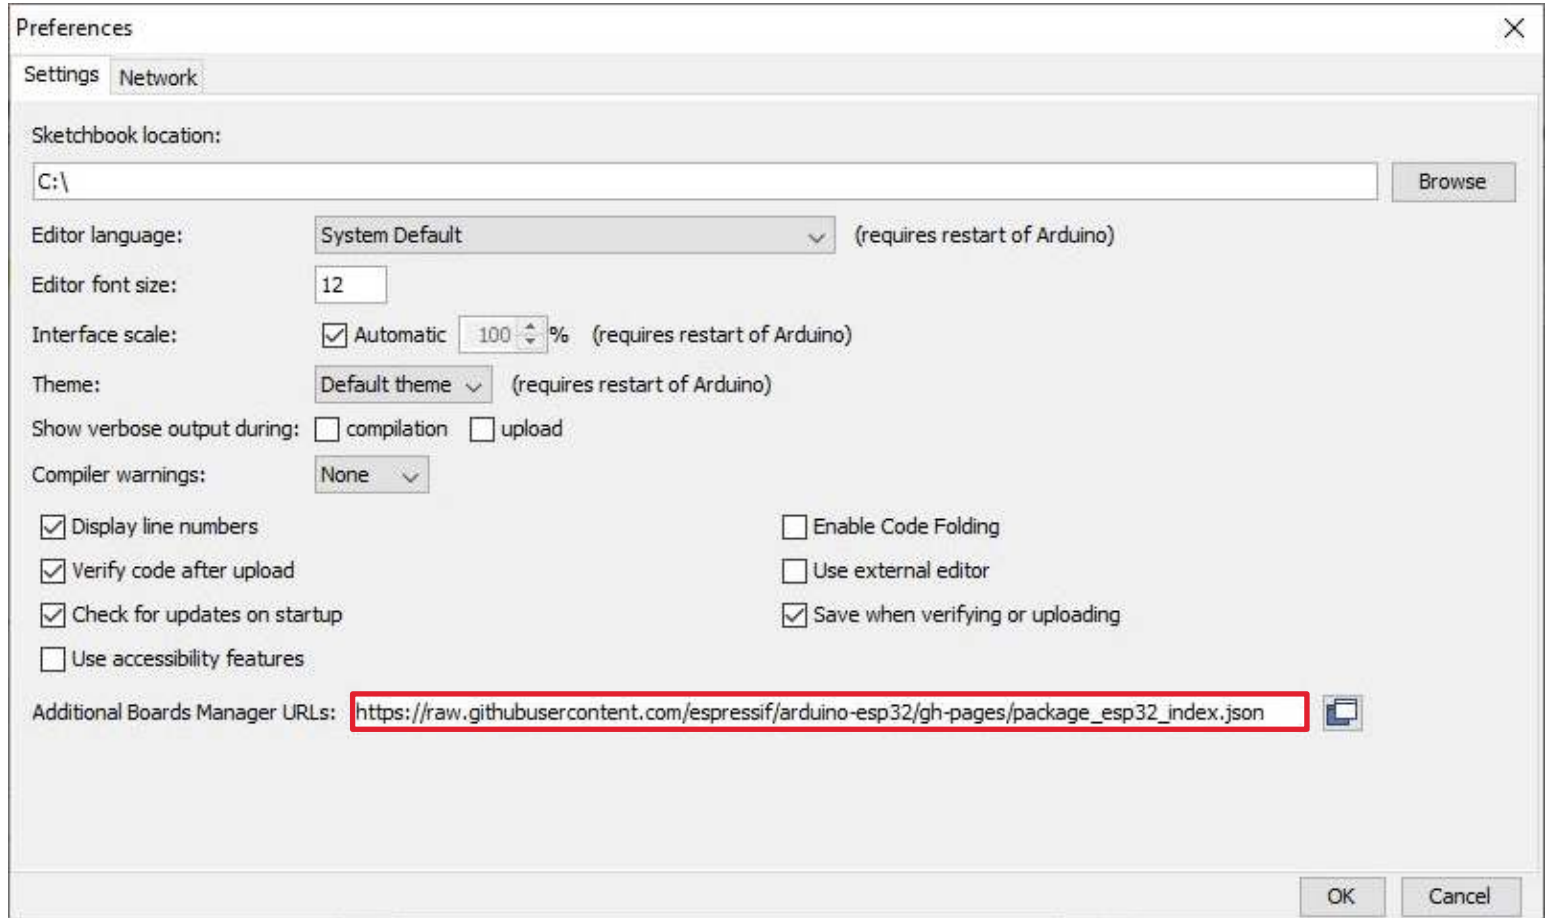 Preferences
Settings Network
Sketchbook location:
C:\ Browse
Editor language: System Default (requires restart of Arduino)
Editor font size: 12
Interface scale: Automatic 100 % (requires restart of Arduino)
Theme: Default theme (requires restart of Arduino)
Show verbose output during: compilation upload
Compiler warnings: None
Display line numbers Enable Code Folding
Verify code after upload Use external editor
Check for updates on startup Save when verifying or uploading
Use accessibility features
Additional Boards Manager URLs: https://raw.githubusercontent.com/espressif/arduino-esp32/gh-pages/package_esp32_index.json
OK Cancel